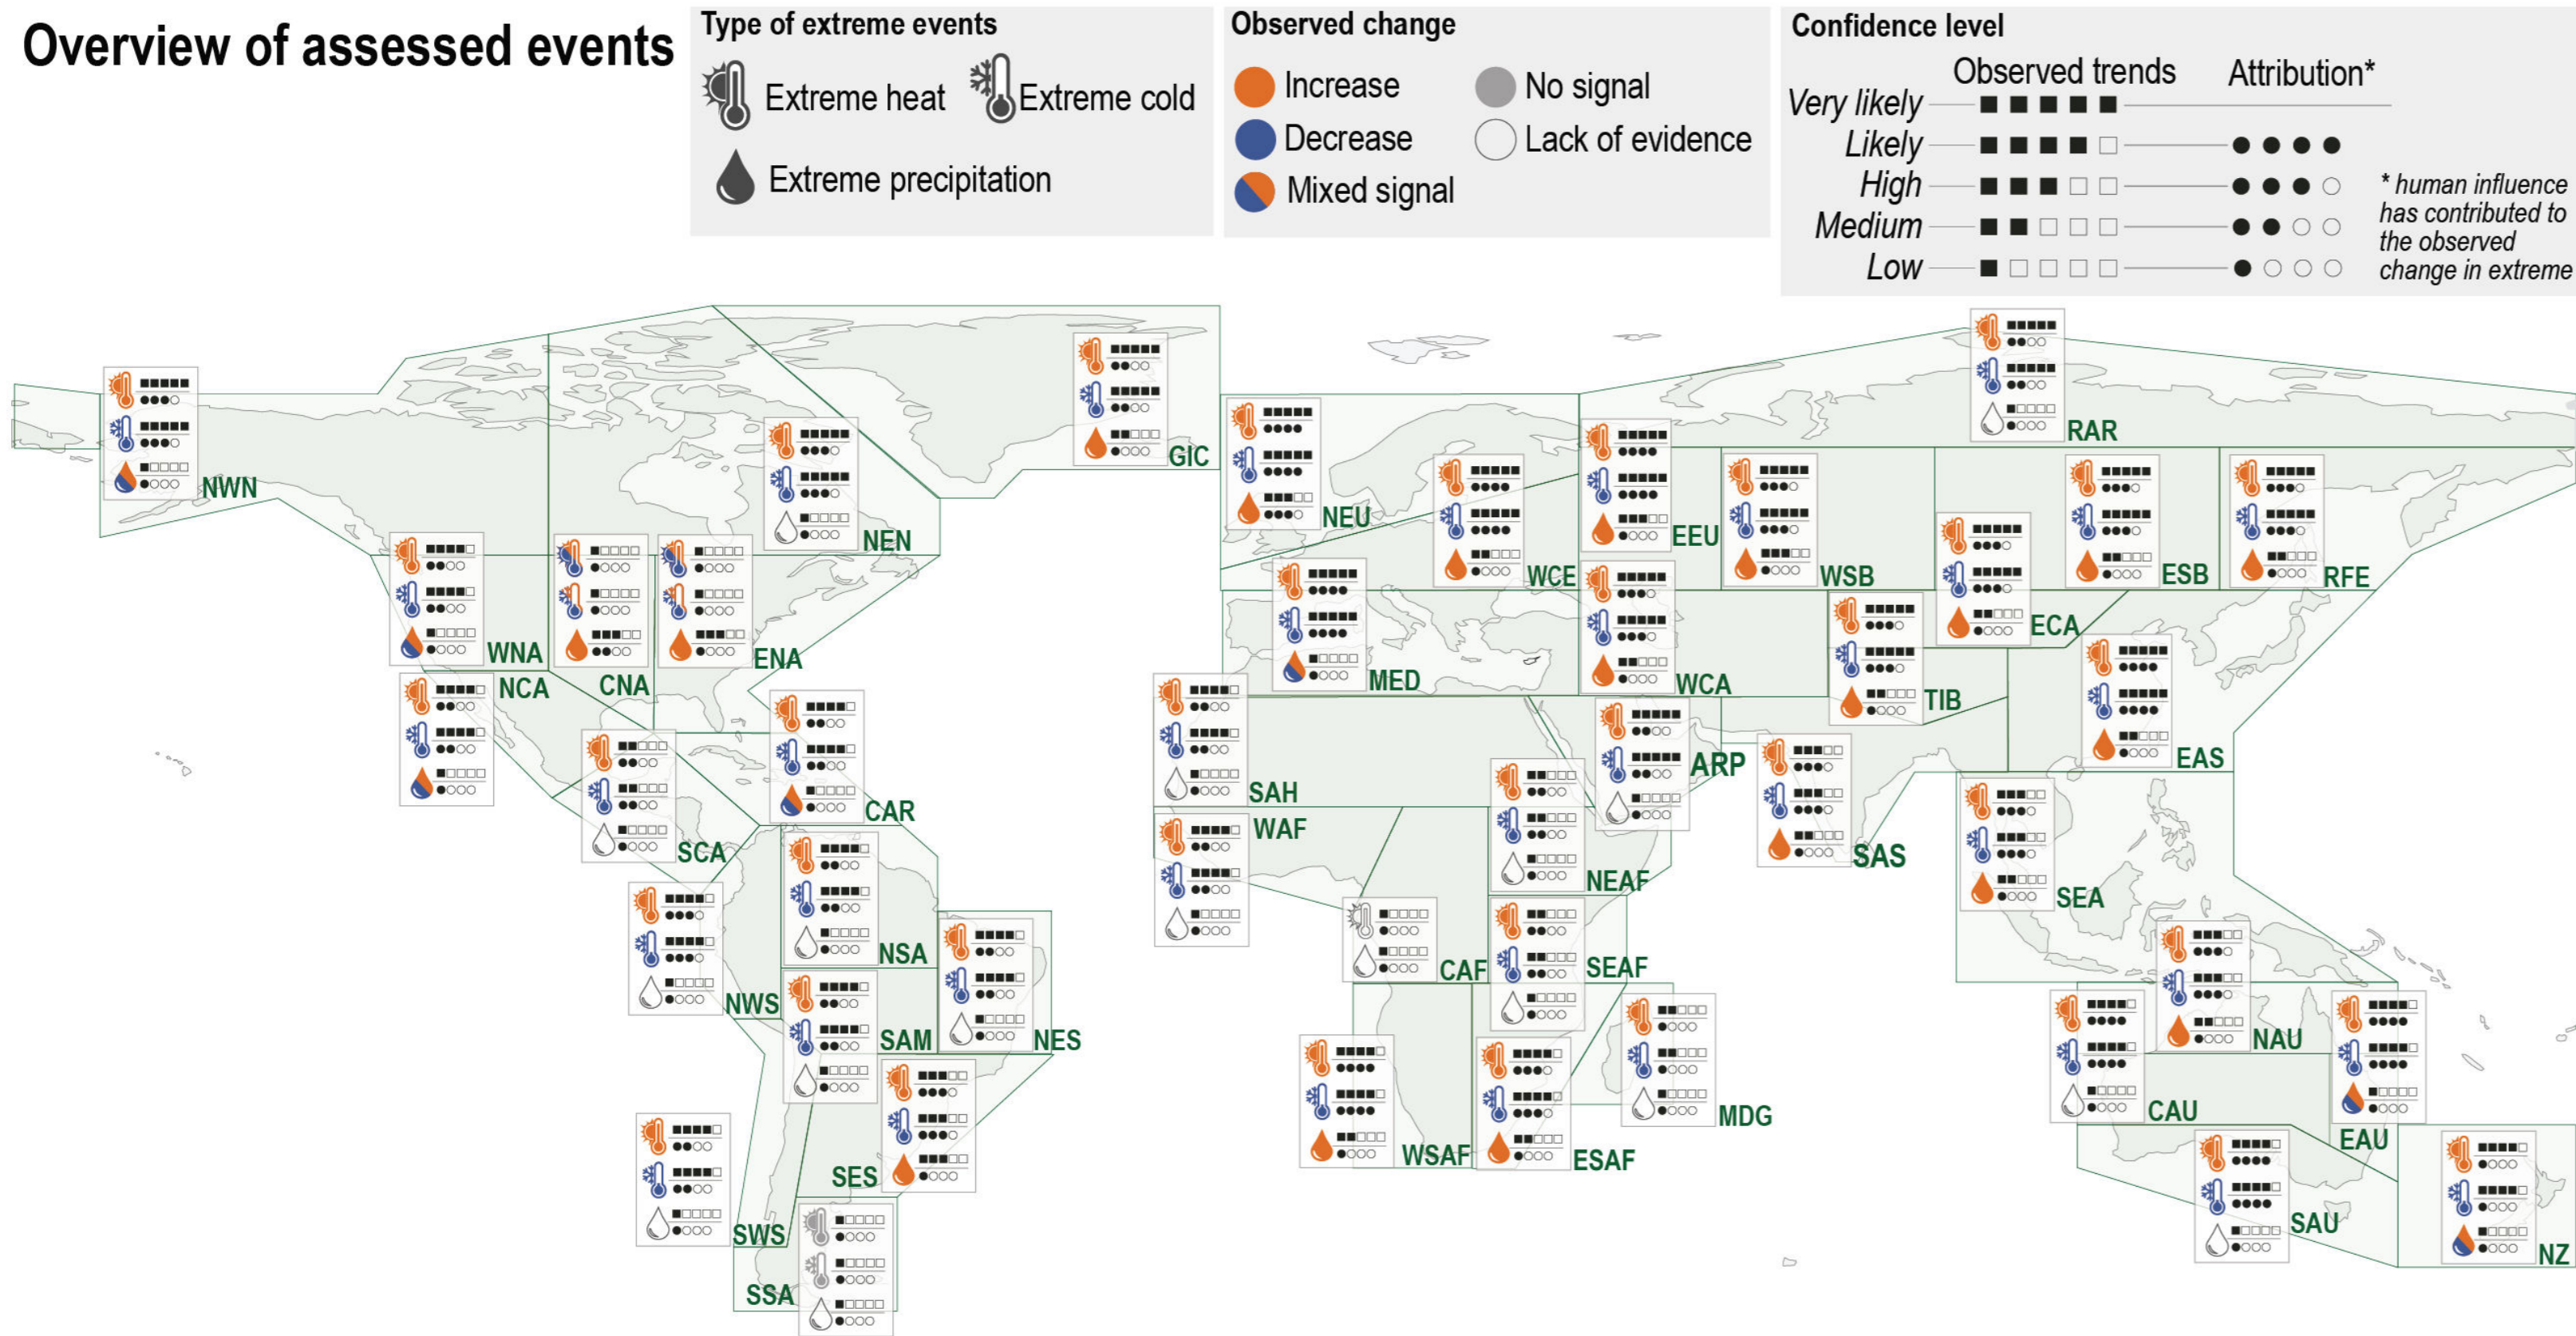 Overview of assessed events
Type of extreme events
Extreme heat
Extreme cold
Extreme precipitation
Observed change
Increase
No signal
Decrease
Lack of evidence
Mixed signal
Confidence level
Observed trends
Attribution*
Very likely
Likely
High
Medium
Low
* human influence
has contributed to
the observed
change in extreme
RAR
GIC
NWN
NEU
NEN
EEU
WCE
WSB
ESB
RFE
WNA
ENA
ECA
NCA
CNA
MED
WCA
TIB
EAS
ARP
SAH
CAR
WAF
SCA
SAS
NEAF
SEA
NSA
CAF
SEAF
NWS
SAM
NES
NAU
CAU
MDG
EAU
WSAF
ESAF
SES
SAU
SWS
NZ
SSA